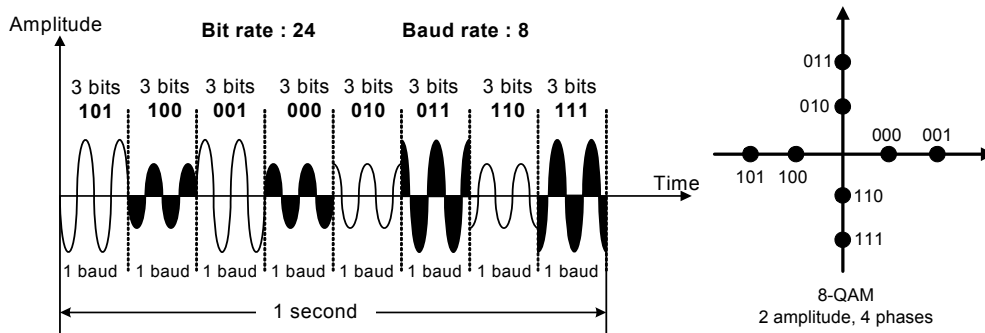 Amplitude
Bit rate : 24 Baud rate : 8
3 bits 3 bits 3 bits 3 bits 3 bits 3 bits 3 bits 3 bits
101 100 001 000 010 011 110 111
Time
1 baud 1 baud 1 baud 1 baud 1 baud 1 baud 1 baud 1 baud
1 second
011
010
000 001
101 100
110
111
8-QAM
2 amplitude, 4 phases